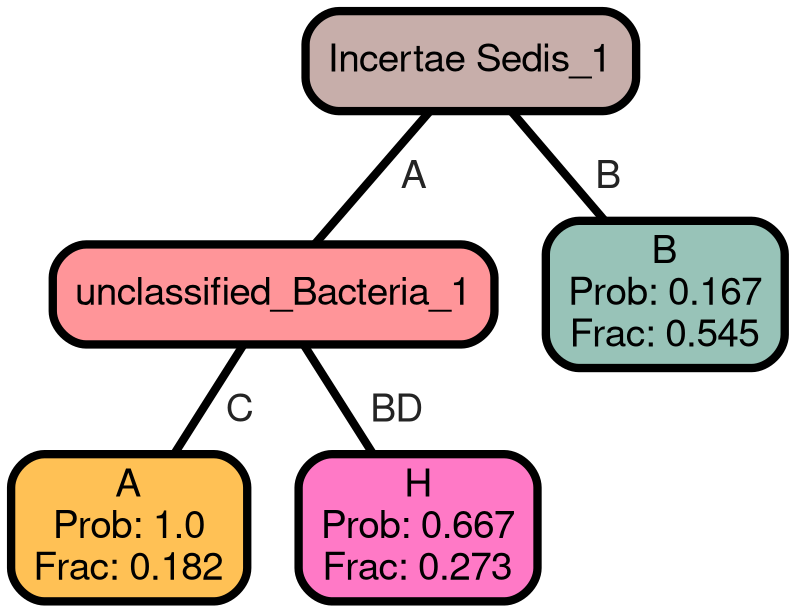 Incertae Sedis_1
A
B
unclassified_Bacteria_1
B
Prob: 0.167
Frac: 0.545
C
BD
A
Prob: 1.0
Frac: 0.182
H
Prob: 0.667
Frac: 0.273